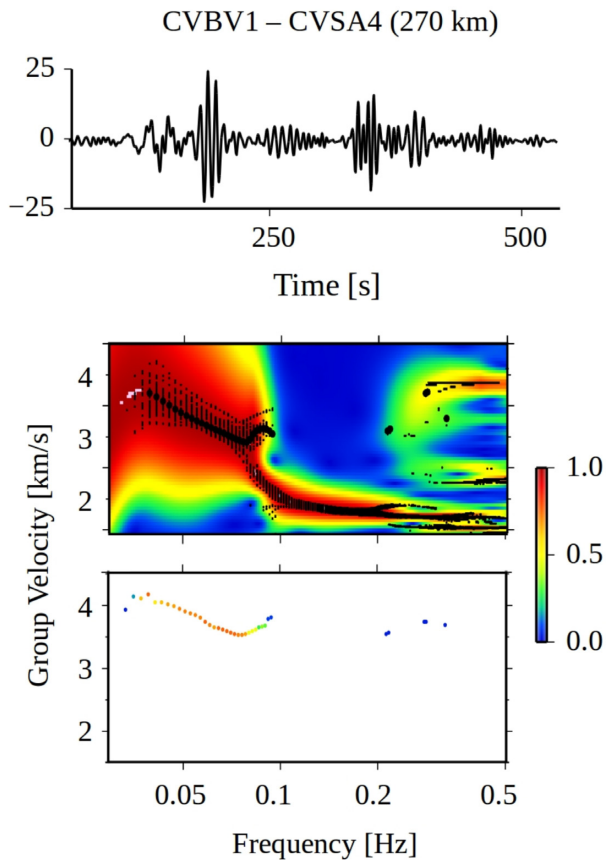 CVBV1 – CVSA4 (270 km)
25
0
−25
250 500
Time [s]
4
3
2
Group Velocity [km/s]
1.0
0.5
0.0
4
3
2
0.05 0.1 0.2 0.5
Frequency [Hz]